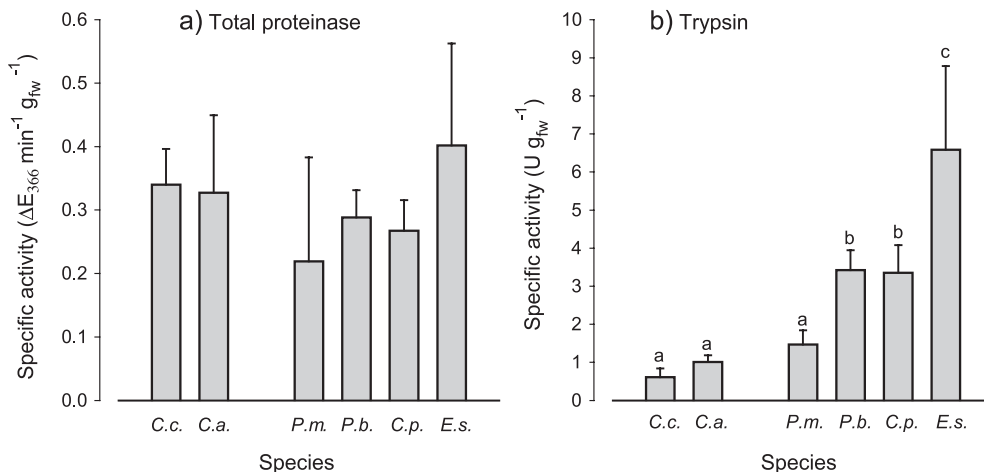 a) Total proteinase
Specific activity (ΔE₃₆₆ min⁻¹ g_fw⁻¹)
0.6
0.5
0.4
0.3
0.2
0.1
0.0
C.c. C.a. P.m. P.b. C.p. E.s.
Species
b) Trypsin
Specific activity (U g_fw⁻¹)
10
9
8
7
6
5
4
3
2
1
0
a a a b b c
C.c. C.a. P.m. P.b. C.p. E.s.
Species